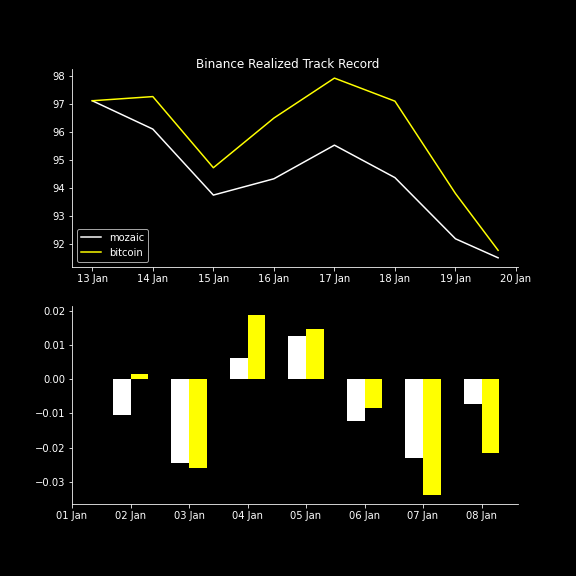 Binance Realized Track Record
98
97
96
95
94
93
92
mozaic
bitcoin
13 Jan 14 Jan 15 Jan 16 Jan 17 Jan 18 Jan 19 Jan 20 Jan
0.02
0.01
0.00
−0.01
−0.02
−0.03
01 Jan 02 Jan 03 Jan 04 Jan 05 Jan 06 Jan 07 Jan 08 Jan